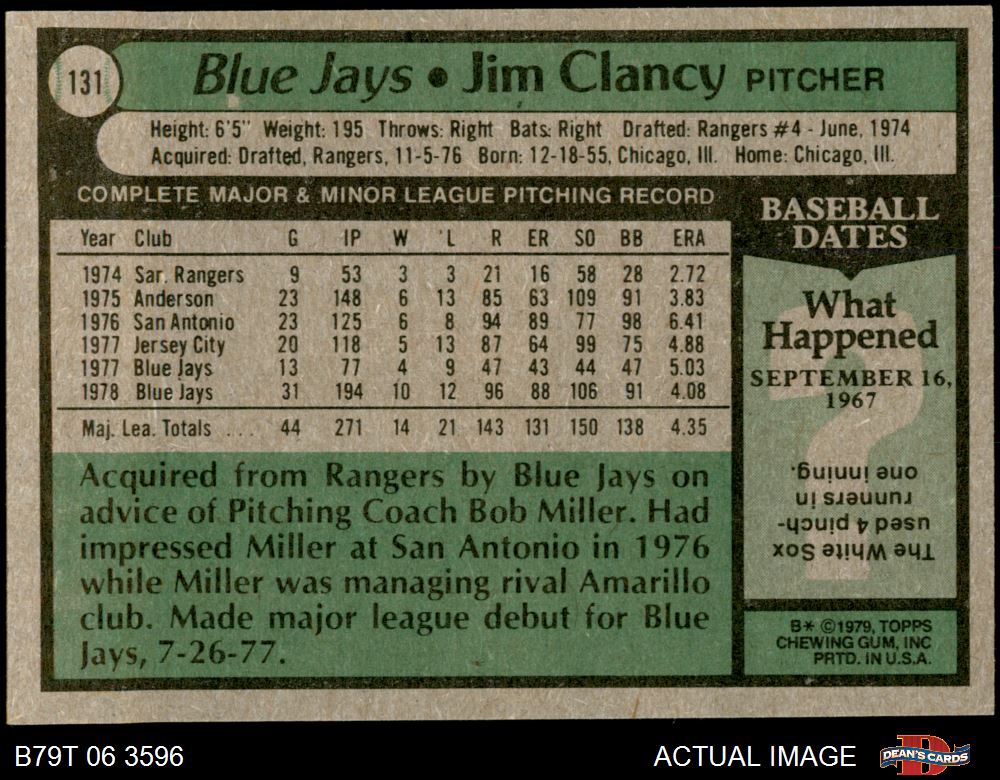 131
Blue Jays • Jim Clancy PITCHER
Height: 6'5" Weight: 195 Throws: Right Bats: Right Drafted: Rangers #4 - June, 1974
Acquired: Drafted, Rangers, 11-5-76 Born: 12-18-55, Chicago, Ill. Home: Chicago, Ill.
COMPLETE MAJOR & MINOR LEAGUE PITCHING RECORD
Year Club G IP W L R ER SO BB ERA
1974 Sar. Rangers 9 53 3 3 21 16 58 28 2.72
1975 Anderson 23 148 6 13 85 63 109 91 3.83
1976 San Antonio 23 125 6 8 94 89 77 98 6.41
1977 Jersey City 20 118 5 13 87 64 99 75 4.88
1977 Blue Jays 13 77 4 9 47 43 44 47 5.03
1978 Blue Jays 31 194 10 12 96 88 106 91 4.08
Maj. Lea. Totals ... 44 271 14 21 143 131 150 138 4.35
Acquired from Rangers by Blue Jays on
advice of Pitching Coach Bob Miller. Had
impressed Miller at San Antonio in 1976
while Miller was managing rival Amarillo
club. Made major league debut for Blue
Jays, 7-26-77.
BASEBALL
DATES
What
Happened
SEPTEMBER 16,
1967
?
The White Sox
used 4 pinch-
runners in
one inning.
B* ©1979, TOPPS
CHEWING GUM, INC
PRTD. IN U.S.A.
B79T 06 3596
ACTUAL IMAGE
DEAN'S CARDS